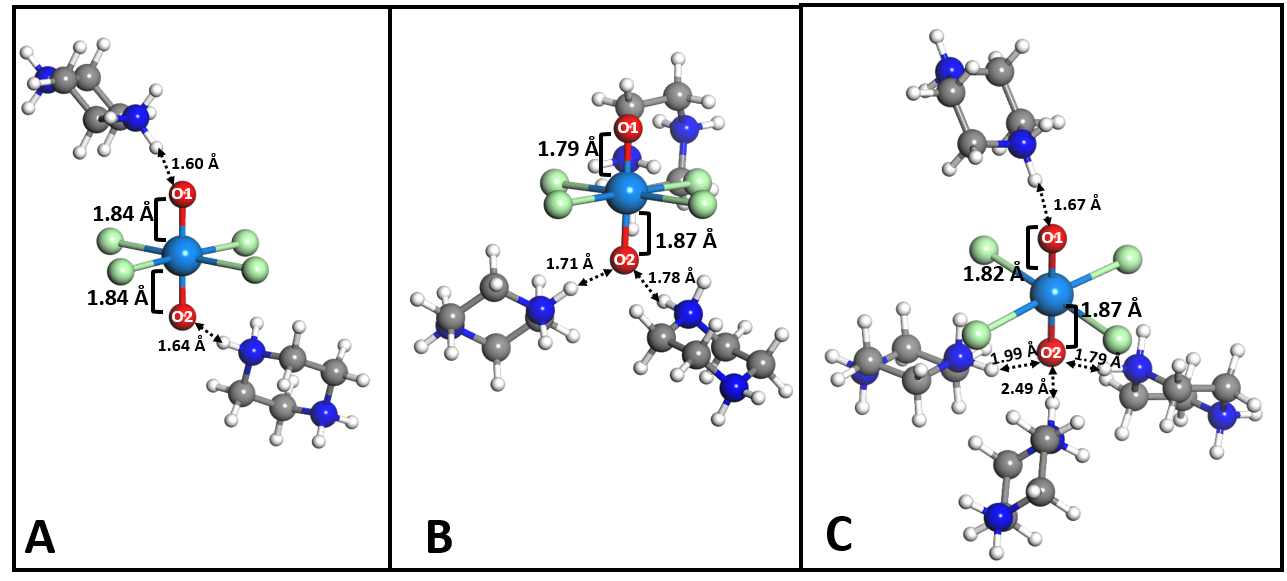 1.60 Å
O1
1.84 Å
1.84 Å
O2
1.64 Å
A
O1
1.79 Å
1.87 Å
O2
1.71 Å
1.78 Å
B
1.67 Å
O1
1.82 Å
1.87 Å
O2
1.99 Å
1.79 Å
2.49 Å
C